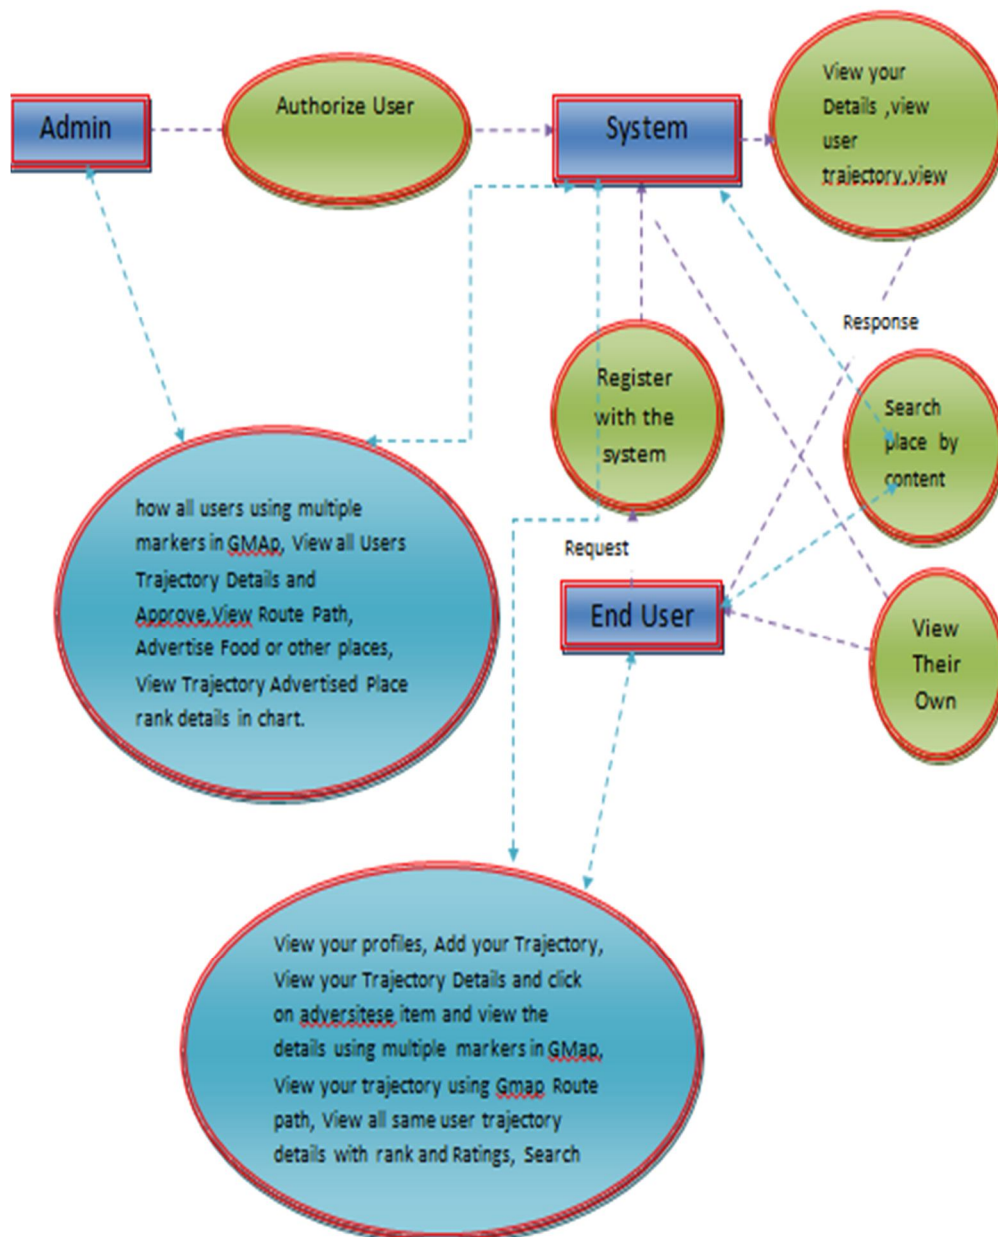 Admin
Authorize User
System
View your
Details ,view
user
trajectory,view
Response
Register
with the
system
Search
place by
content
how all users using multiple
markers in GMAp, View all Users
Trajectory Details and
Approve,View Route Path,
Advertise Food or other places,
View Trajectory Advertised Place
rank details in chart.
Request
End User
View
Their
Own
View your profiles, Add your Trajectory,
View your Trajectory Details and click
on adversitese item and view the
details using multiple markers in GMap,
View your trajectory using Gmap Route
path, View all same user trajectory
details with rank and Ratings, Search